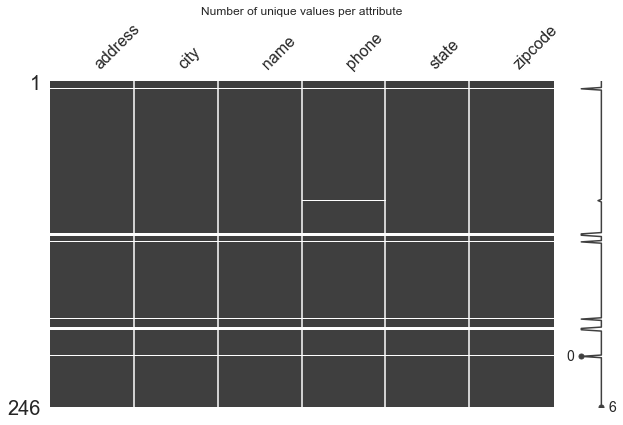 Number of unique values per attribute
address city name phone state zipcode
1
0
246
6